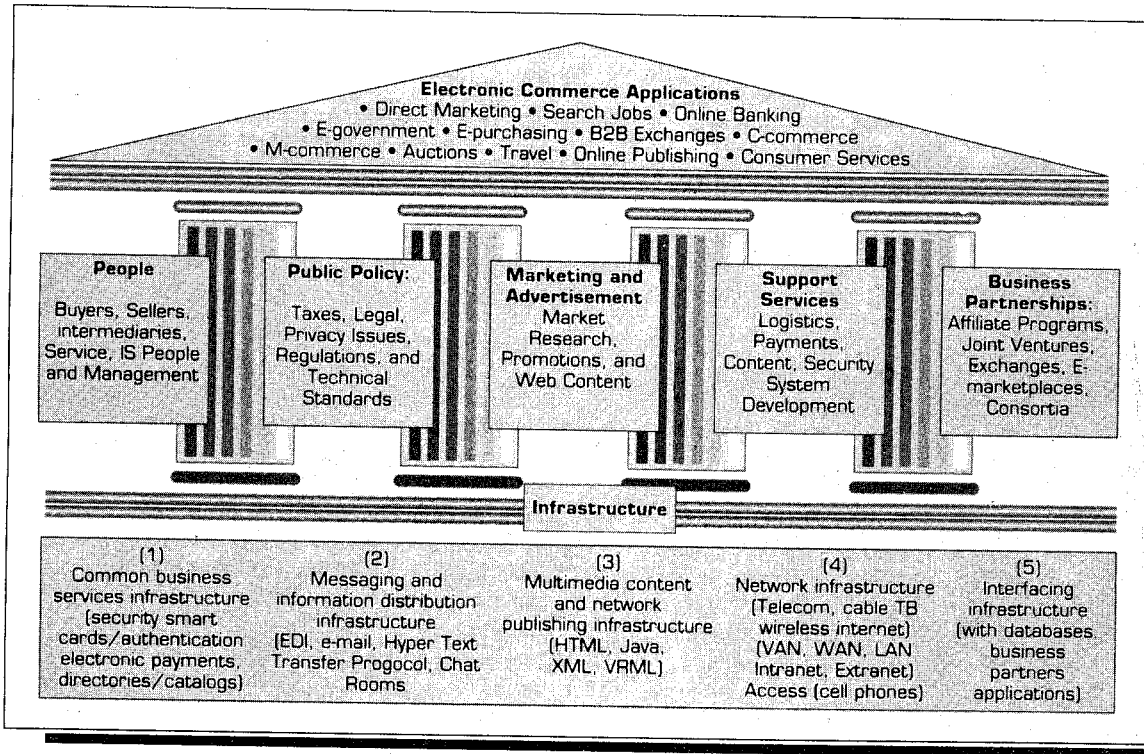 Electronic Commerce Applications
• Direct Marketing • Search Jobs • Online Banking
• E-government • E-purchasing • B2B Exchanges • C-commerce
• M-commerce • Auctions • Travel • Online Publishing • Consumer Services
People
Buyers, Sellers,
intermediaries,
Service, IS People
and Management
Public Policy:
Taxes, Legal,
Privacy Issues,
Regulations, and
Technical
Standards
Marketing and
Advertisement
Market
Research,
Promotions, and
Web Content
Support
Services
Logistics,
Payments,
Content, Security
System
Development
Business
Partnerships:
Affiliate Programs,
Joint Ventures,
Exchanges, E-
marketplaces,
Consortia
Infrastructure
(1)
Common business
services infrastructure
(security smart
cards/authentication
electronic payments,
directories/catalogs)
(2)
Messaging and
information distribution
infrastructure
(EDI, e-mail, Hyper Text
Transfer Progocol, Chat
Rooms
(3)
Multimedia content
and network
publishing infrastructure
(HTML, Java,
XML, VRML)
(4)
Network infrastructure
(Telecom, cable TB
wireless internet)
(VAN, WAN, LAN
Intranet, Extranet)
Access (cell phones)
(5)
Interfacing
infrastructure
(with databases,
business
partners
applications)